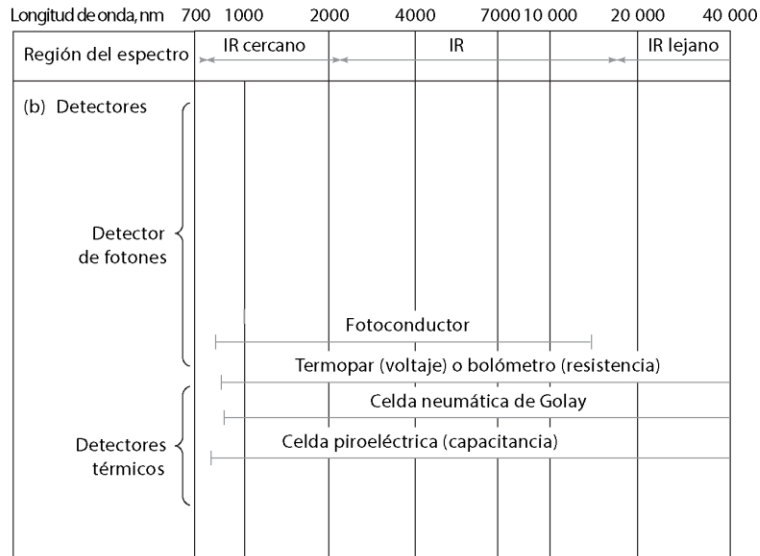 Longitud de onda, nm 700 1000 2000 4000 7000 10 000 20 000 40 000
Región del espectro IR cercano IR IR lejano
(b) Detectores
Detector
de fotones
Fotoconductor
Termopar (voltaje) o bolómetro (resistencia)
Celda neumática de Golay
Detectores
térmicos
Celda piroeléctrica (capacitancia)